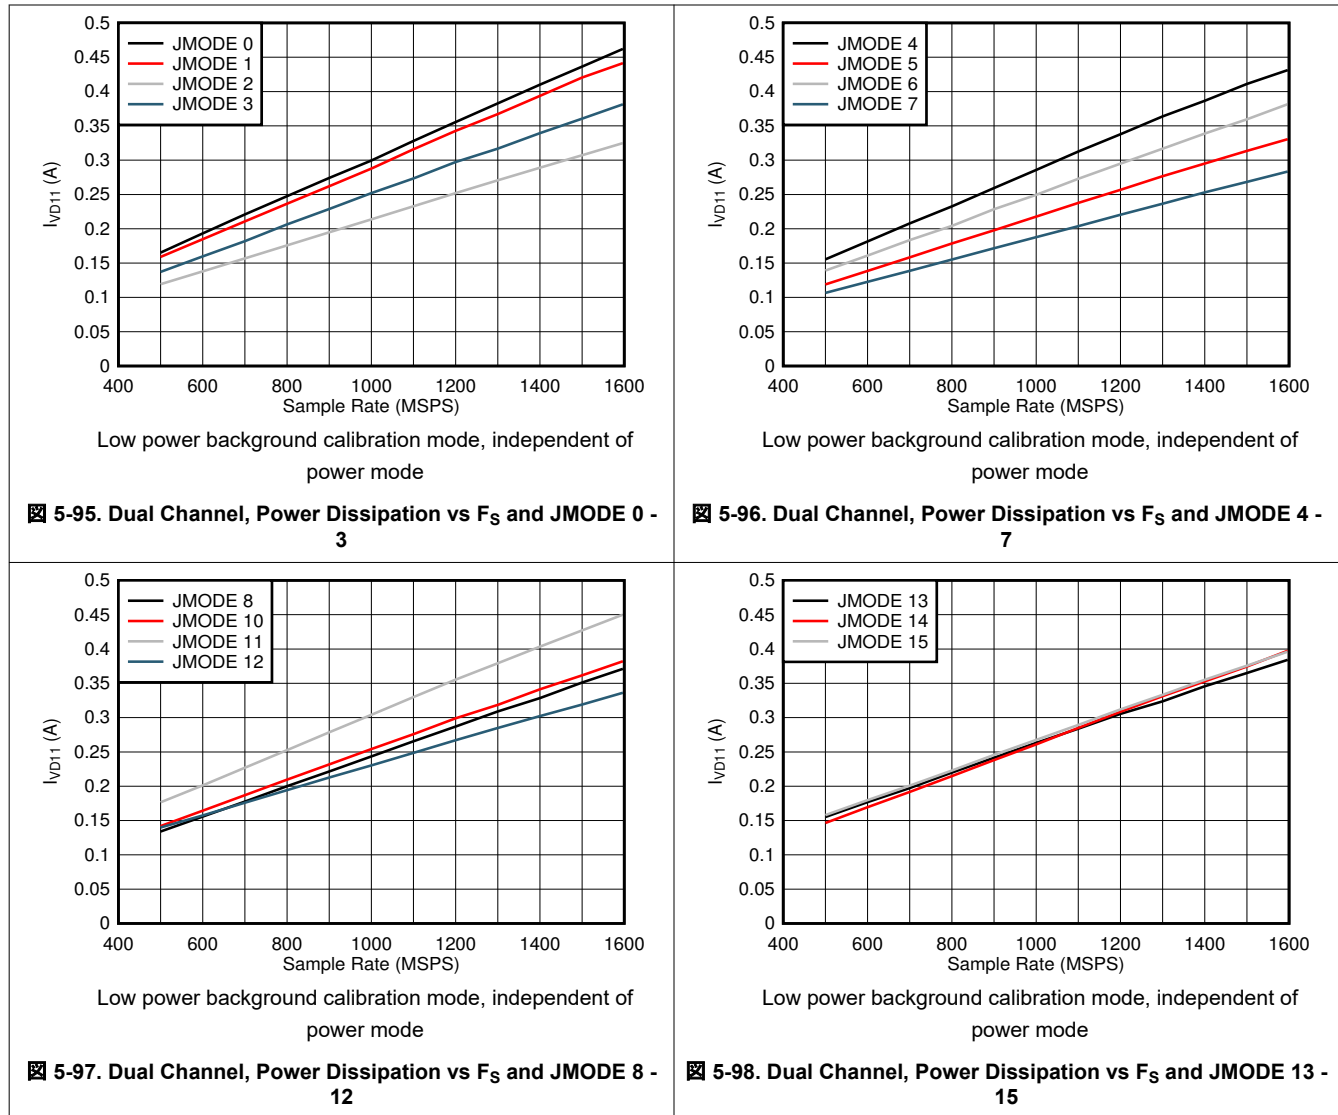 0.5
0.45
0.4
0.35
0.3
0.25
0.2
0.15
0.1
0.05
0
I_VD11 (A)
JMODE 0
JMODE 1
JMODE 2
JMODE 3
400 600 800 1000 1200 1400 1600
Sample Rate (MSPS)
Low power background calibration mode, independent of
power mode
図 5-95. Dual Channel, Power Dissipation vs F_S and JMODE 0 -
3
0.5
0.45
0.4
0.35
0.3
0.25
0.2
0.15
0.1
0.05
0
I_VD11 (A)
JMODE 4
JMODE 5
JMODE 6
JMODE 7
400 600 800 1000 1200 1400 1600
Sample Rate (MSPS)
Low power background calibration mode, independent of
power mode
図 5-96. Dual Channel, Power Dissipation vs F_S and JMODE 4 -
7
0.5
0.45
0.4
0.35
0.3
0.25
0.2
0.15
0.1
0.05
0
I_VD11 (A)
JMODE 8
JMODE 10
JMODE 11
JMODE 12
400 600 800 1000 1200 1400 1600
Sample Rate (MSPS)
Low power background calibration mode, independent of
power mode
図 5-97. Dual Channel, Power Dissipation vs F_S and JMODE 8 -
12
0.5
0.45
0.4
0.35
0.3
0.25
0.2
0.15
0.1
0.05
0
I_VD11 (A)
JMODE 13
JMODE 14
JMODE 15
400 600 800 1000 1200 1400 1600
Sample Rate (MSPS)
Low power background calibration mode, independent of
power mode
図 5-98. Dual Channel, Power Dissipation vs F_S and JMODE 13 -
15